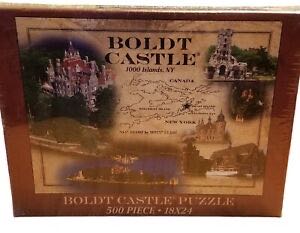 BOLDT
CASTLE®
1000 Islands, NY
CANADA
NEW YORK
BOLDT CASTLE® PUZZLE
500 PIECE • 18X24